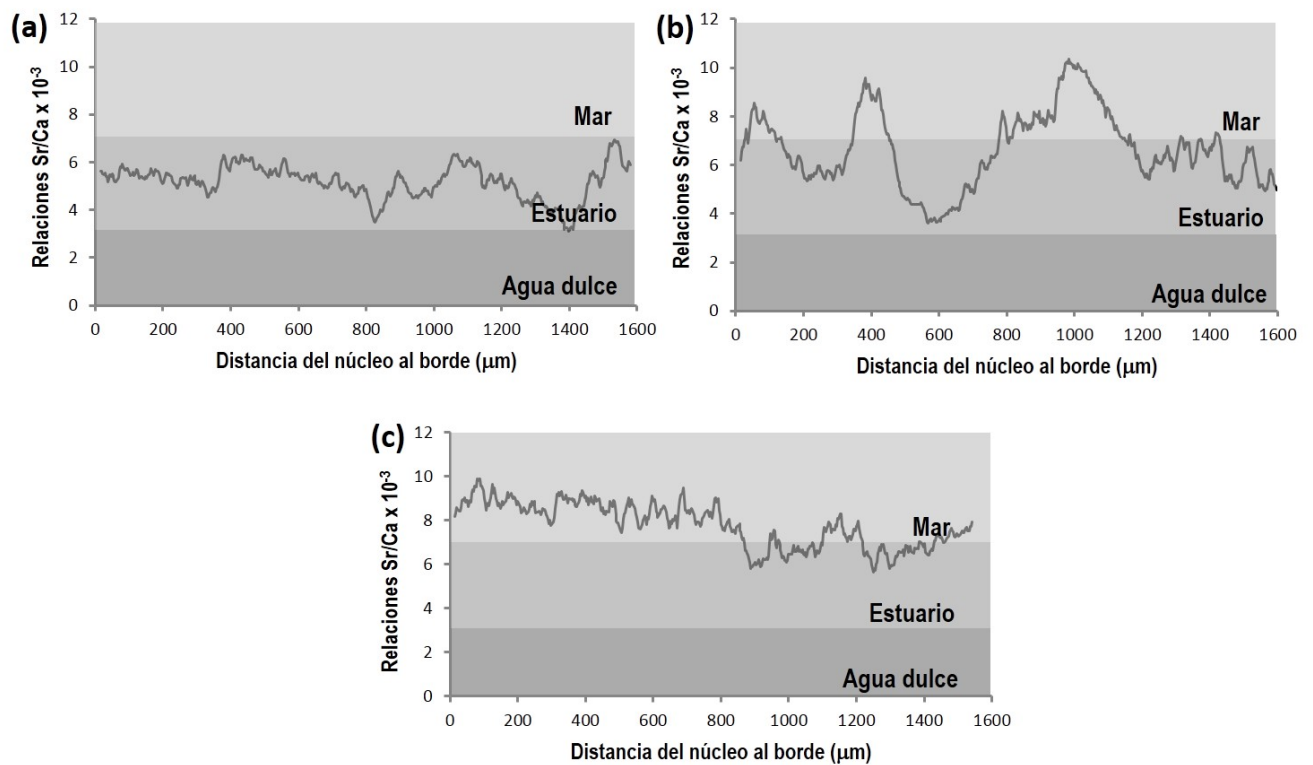 (a)
Relaciones Sr/Ca x 10⁻³
12
10
8
6
4
2
0
Mar
Estuario
Agua dulce
0 200 400 600 800 1000 1200 1400 1600
Distancia del núcleo al borde (μm)
(b)
Relaciones Sr/Ca x 10⁻³
12
10
8
6
4
2
0
Mar
Estuario
Agua dulce
0 200 400 600 800 1000 1200 1400 1600
Distancia del núcleo al borde (μm)
(c)
Relaciones Sr/Ca x 10⁻³
12
10
8
6
4
2
0
Mar
Estuario
Agua dulce
0 200 400 600 800 1000 1200 1400 1600
Distancia del núcleo al borde (μm)